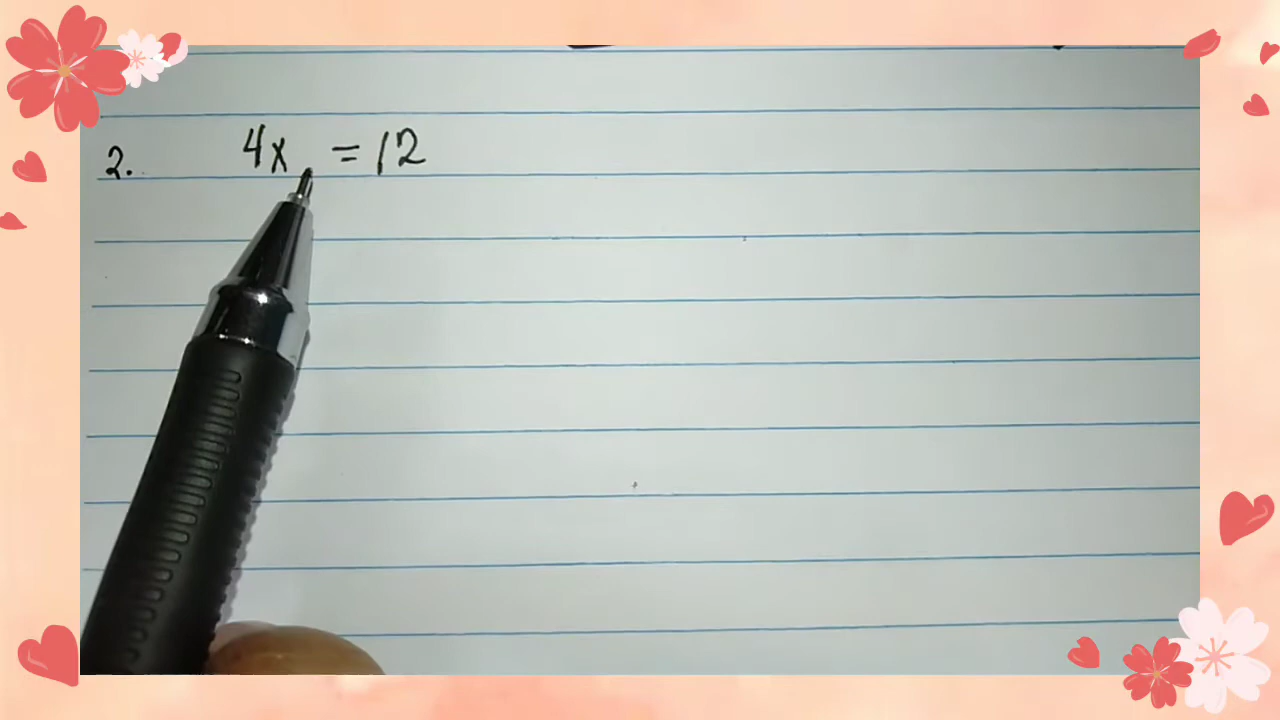 2. 4x = 12